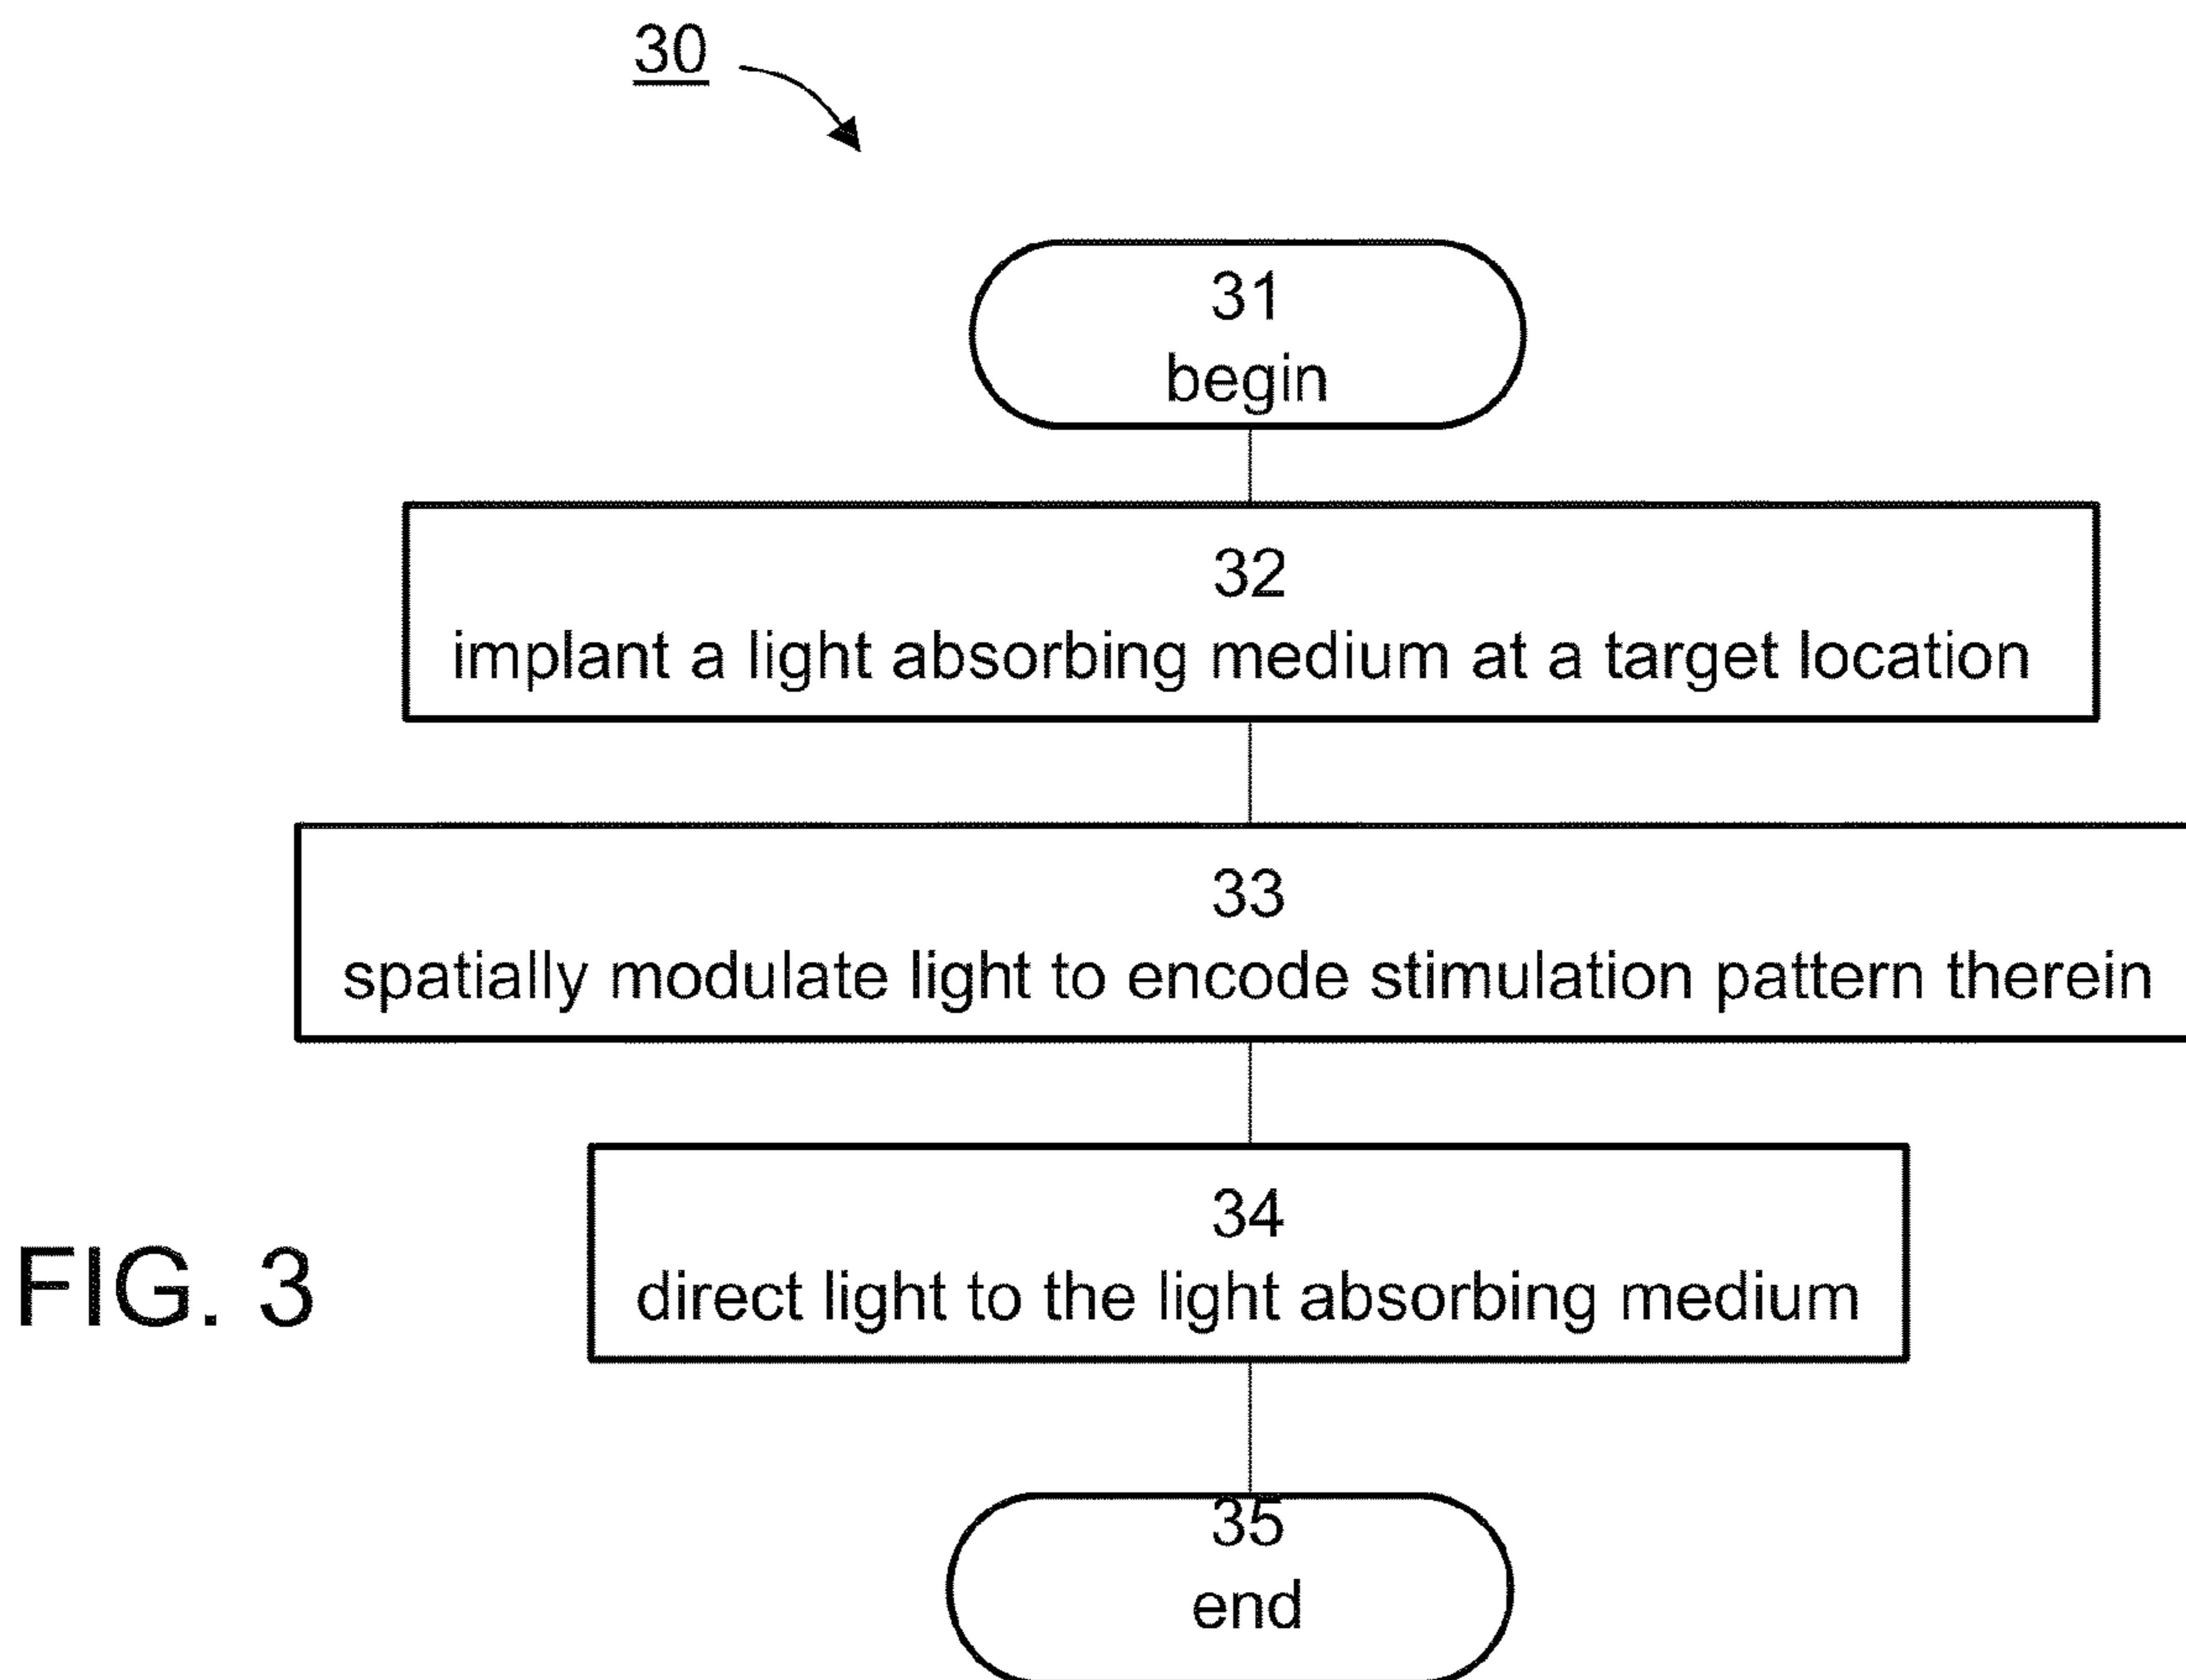 30
31
begin
32
implant a light absorbing medium at a target location
33
spatially modulate light to encode stimulation pattern therein
34
direct light to the light absorbing medium
FIG. 3
35
end